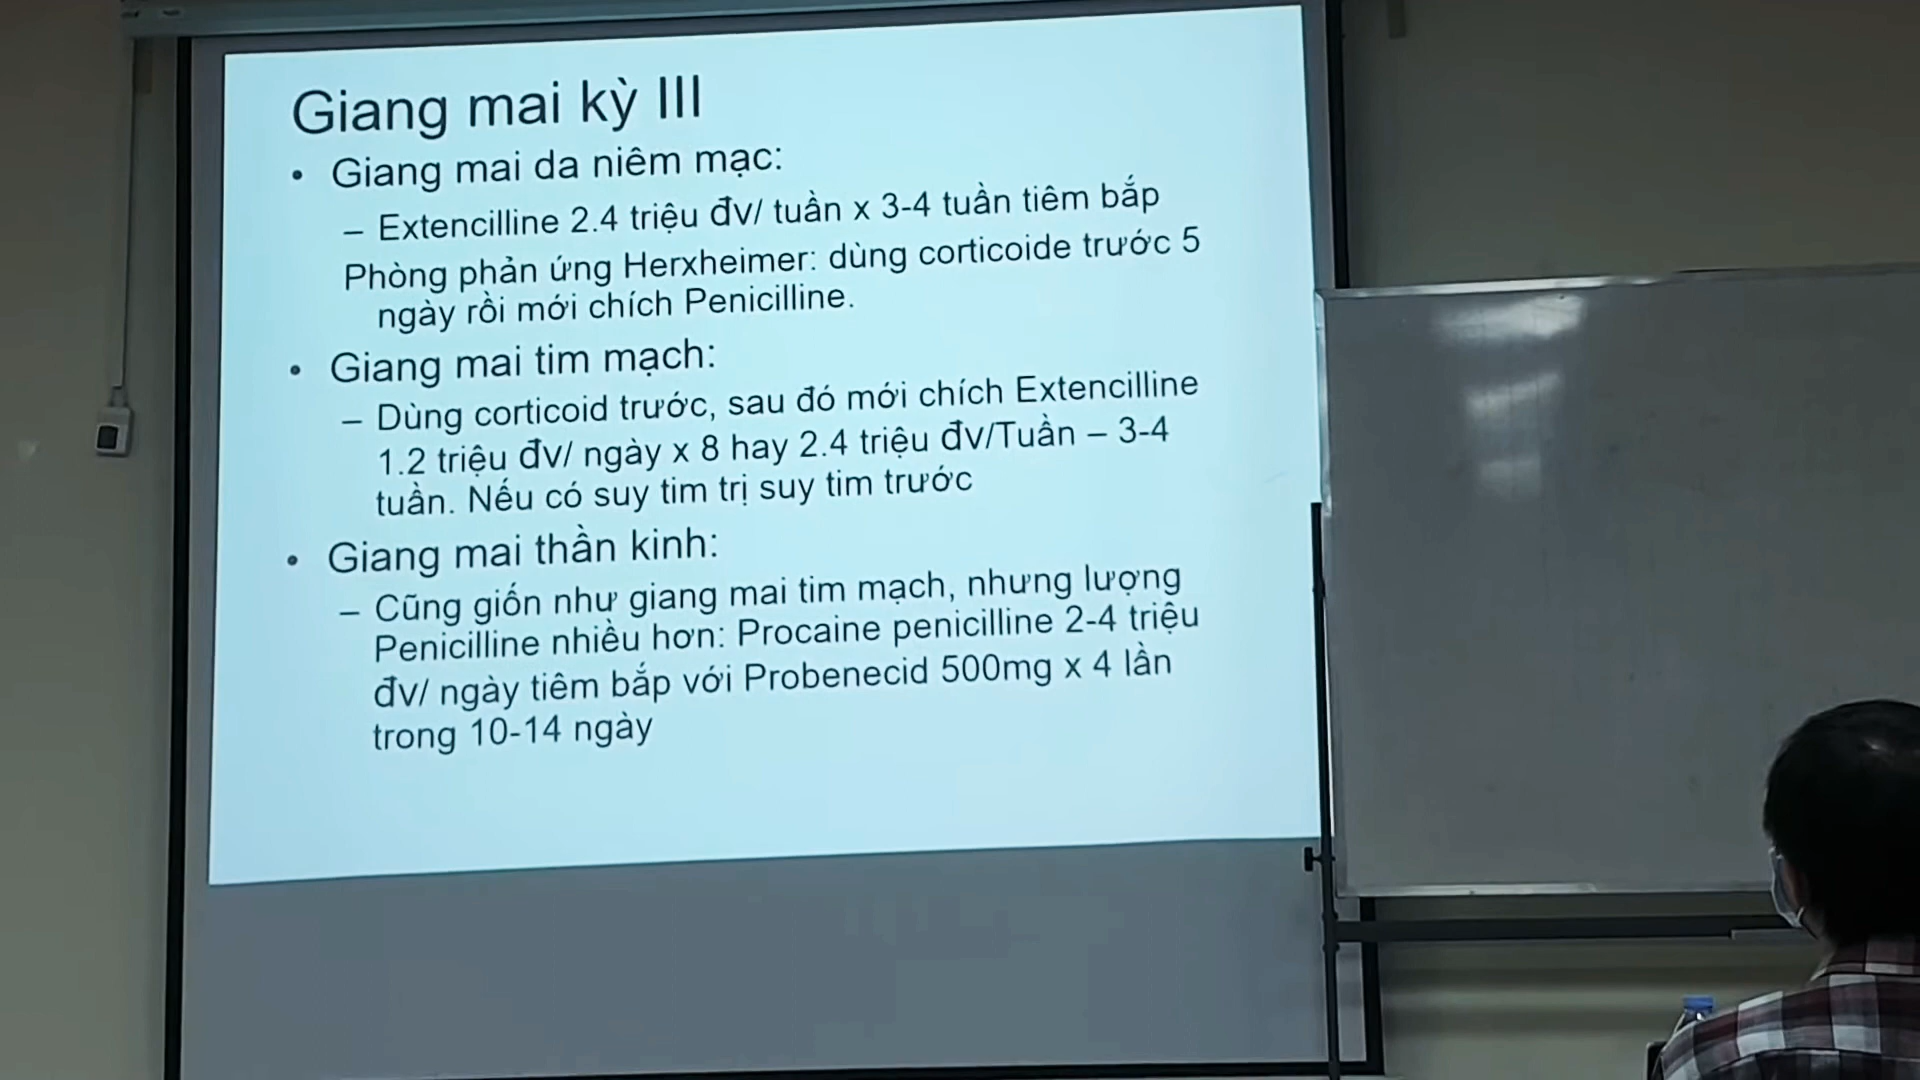 Giang mai kỳ III
• Giang mai da niêm mạc:
– Extencilline 2.4 triệu đv/ tuần x 3-4 tuần tiêm bắp
Phòng phản ứng Herxheimer: dùng corticoide trước 5
ngày rồi mới chích Penicilline.
• Giang mai tim mạch:
– Dùng corticoid trước, sau đó mới chích Extencilline
1.2 triệu đv/ ngày x 8 hay 2.4 triệu đv/Tuần – 3-4
tuần. Nếu có suy tim trị suy tim trước
• Giang mai thần kinh:
– Cũng giốn như giang mai tim mạch, nhưng lượng
Penicilline nhiều hơn: Procaine penicilline 2-4 triệu
đv/ ngày tiêm bắp với Probenecid 500mg x 4 lần
trong 10-14 ngày